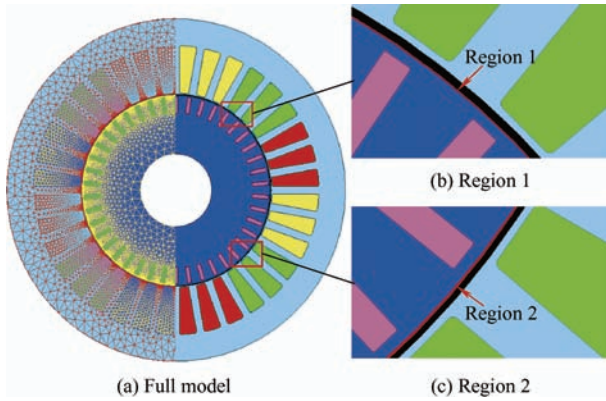 Region 1
(b) Region 1
Region 2
(a) Full model
(c) Region 2